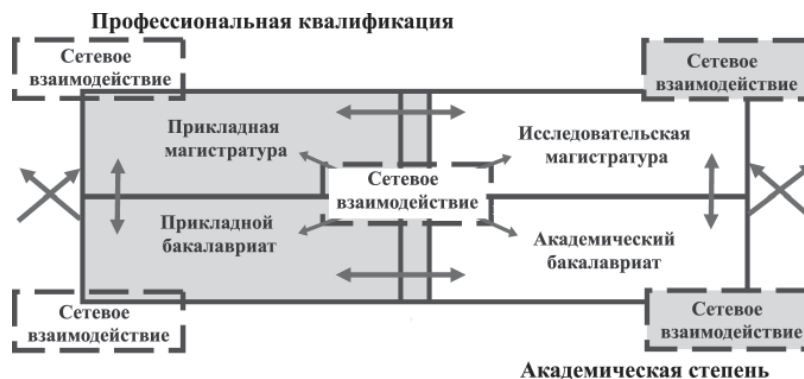 Профессиональная квалификация
Сетевое
взаимодействие
Сетевое
взаимодействие
Прикладная
магистратура
Исследовательская
магистратура
Сетевое
взаимодействие
Прикладной
бакалавриат
Академический
бакалавриат
Сетевое
взаимодействие
Сетевое
взаимодействие
Академическая степень